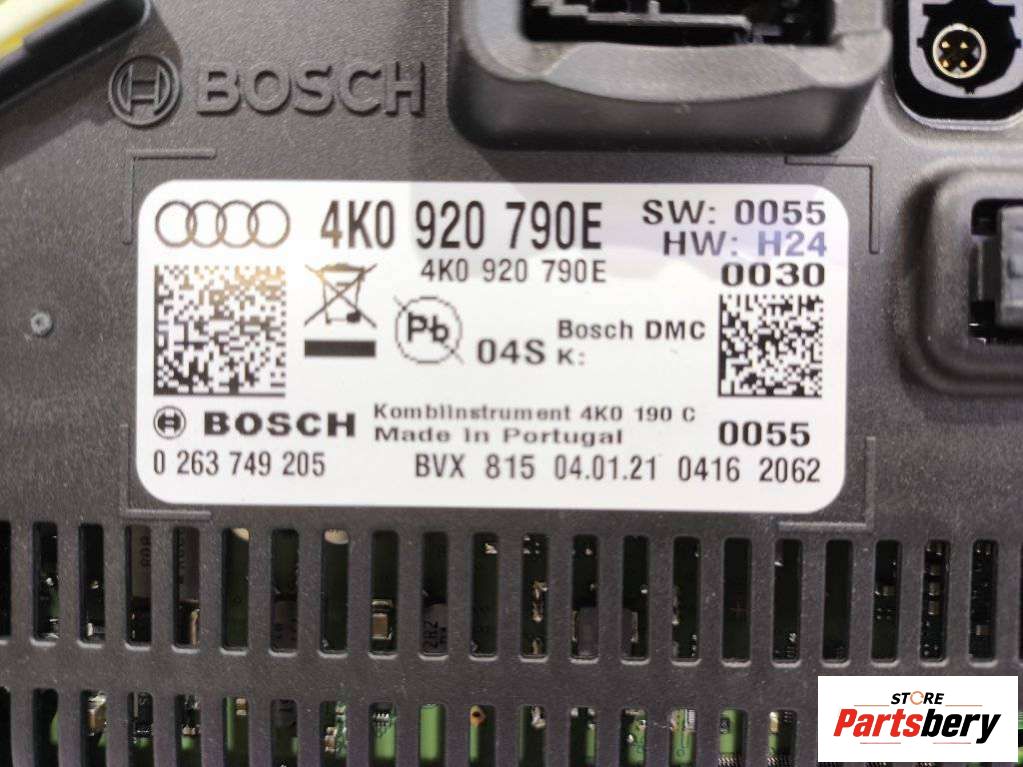 BOSCH
4K0 920 790E
SW: 0055
HW: H24
4K0 920 790E
0030
Pb
04S
Bosch DMC
K:
BOSCH
Kombiinstrument 4K0 190 C
Made in Portugal
0055
0 263 749 205
BVX 815 04.01.21 0416 2062
2R2
STORE
Partsbery